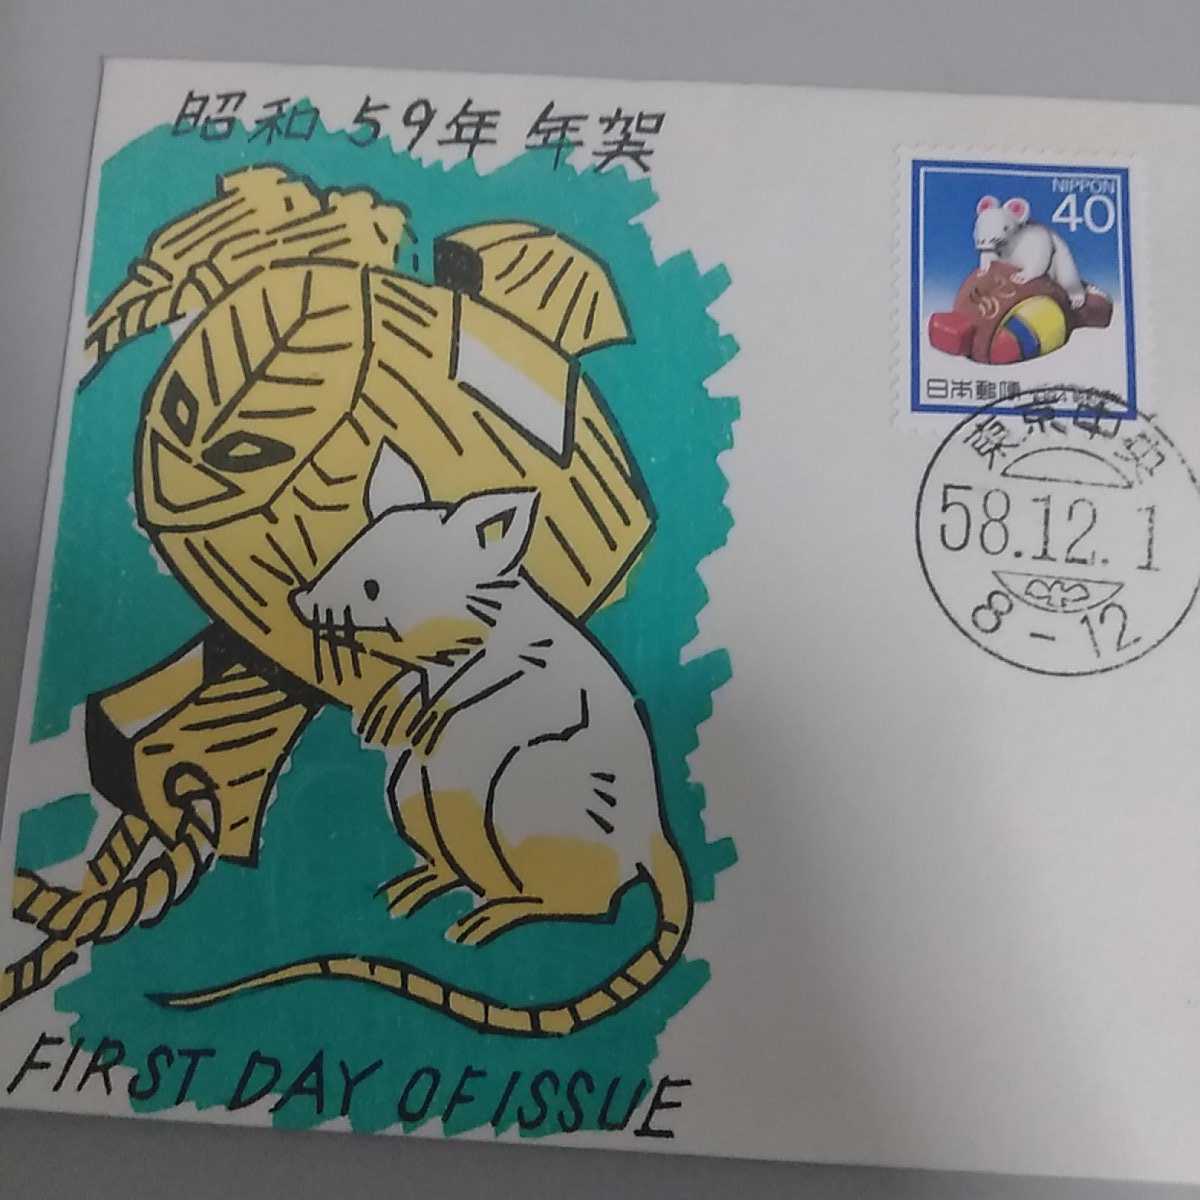 昭和59年 年賀
NIPPON
40
日本郵便
東京中央
58.12.1
8-12
FIRST DAY OF ISSUE